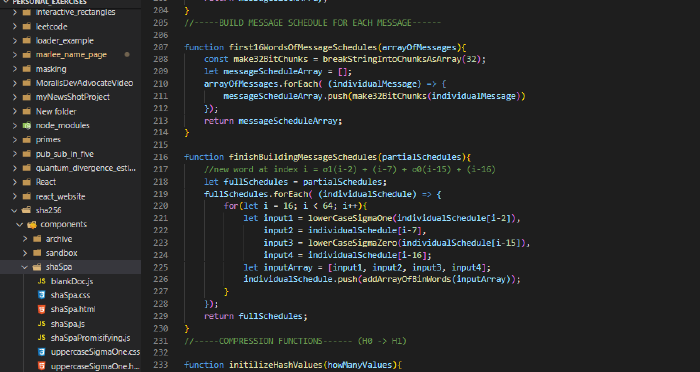 PERSONAL_EXERCISES
interactive_rectangles
leetcode
loader_example
marlee_name_page
masking
MoralisDevAdvocateVideo
myNewsShotProject
New folder
node_modules
primes
pub_sub_in_five
quantum_divergence_esti...
React
react_website
sha256
components
archive
sandbox
shaSpa
blankDoc.js
shaSpa.css
shaSpa.html
shaSpa.js
shaSpaPromisifying.js
uppercaseSigmaOne.css
uppercaseSigmaOne.h...
204 }
205 //-----BUILD MESSAGE SCHEDULE FOR EACH MESSAGE------
206
207 function first16WordsOfMessageSchedules(arrayOfMessages){
208 const make32BitChunks = breakStringIntoChunksAsArray(32);
209 let messageScheduleArray = [];
210 arrayOfMessages.forEach( (individualMessage) => {
211 messageScheduleArray.push(make32BitChunks(individualMessage))
212 });
213 return messageScheduleArray;
214 }
215
216 function finishBuildingMessageSchedules(partialSchedules){
217 //new word at index i = o1(i-2) + (i-7) + o0(i-15) + (i-16)
218 let fullSchedules = partialSchedules;
219 fullSchedules.forEach( (individualSchedule) => {
220 for(let i = 16; i < 64; i++){
221 let input1 = lowerCaseSigmaOne(individualSchedule[i-2]),
222 input2 = individualSchedule[i-7],
223 input3 = lowerCaseSigmaZero(individualSchedule[i-15]),
224 input4 = individualSchedule[i-16];
225 let inputArray = [input1, input2, input3, input4];
226 individualSchedule.push(addArrayOfBinWords(inputArray));
227 }
228 });
229 return fullSchedules;
230 }
231 //-----COMPRESSION FUNCTIONS------ (H0 -> H1)
232
233 function initilizeHashValues(howManyValues){